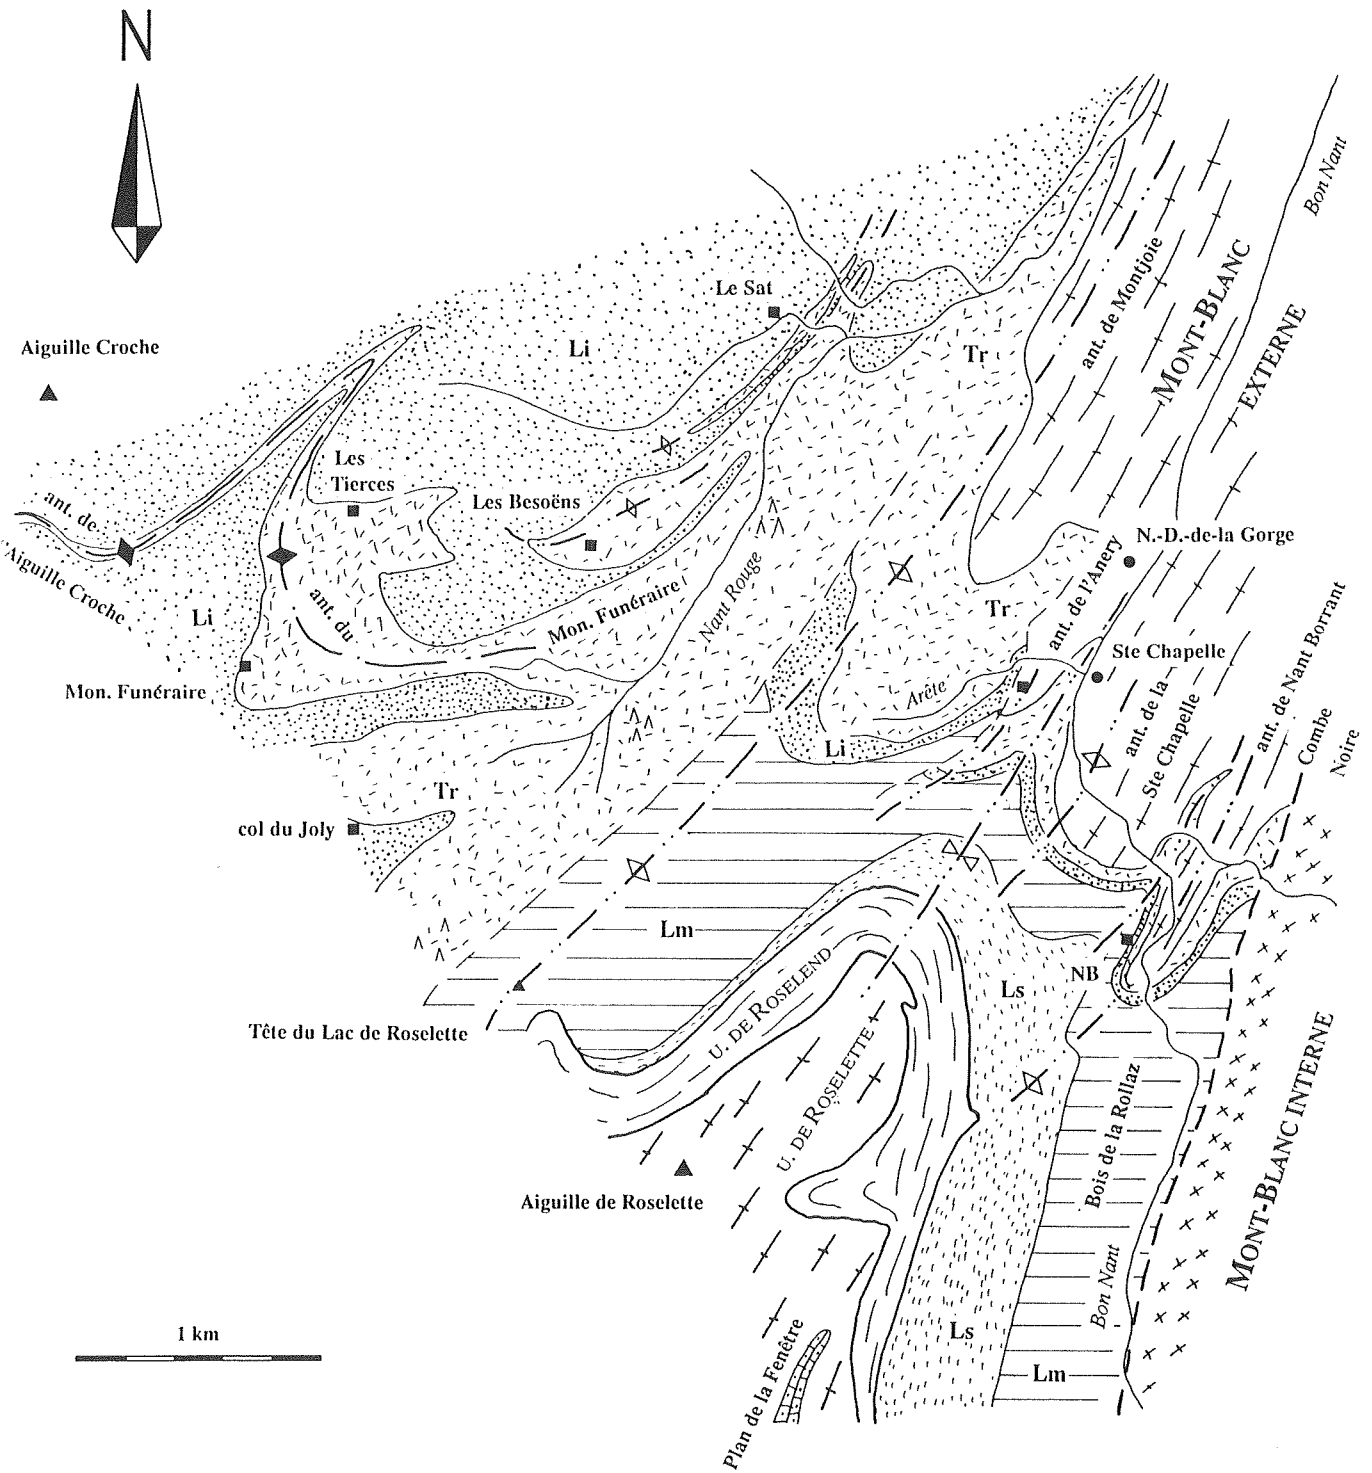 N
Bon Nant
ant. de Montjoie
MONT-BLANC
EXTERNE
Le Sat
Aiguille Croche
Li
Tr
Les
Tierces
Les Besoëns
ant. de
Aiguille Croche
N.-D.-de-la Gorge
ant. de l'Anery
Nant Rouge
Li
ant. du
Mon. Funéraire
Tr
Ste Chapelle
ant. de Nant Borrant
Mon. Funéraire
Arête
ant. de la
Ste Chapelle
Combe
Noire
Li
Tr
col du Joly
Lm
U. DE ROSELEND
NB
Ls
Tête du Lac de Roselette
U. DE ROSELETTE
Bois de la Rollaz
MONT-BLANC INTERNE
Aiguille de Roselette
Bon Nant
1 km
Plan de la Fenêtre
Ls
Lm